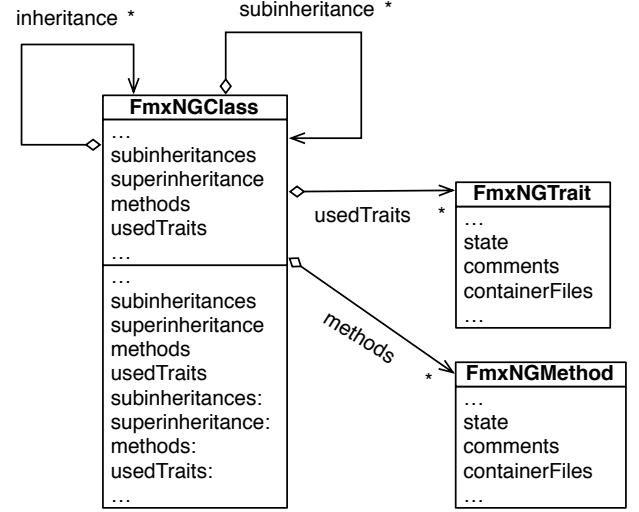 inheritance *
subinheritance *
FmxNGClass
…
subinheritances
superinheritance
methods
usedTraits
…
…
subinheritances
superinheritance
methods
usedTraits
subinheritances:
superinheritance:
methods:
usedTraits:
…
usedTraits *
methods *
FmxNGTrait
…
state
comments
containerFiles
…
FmxNGMethod
…
state
comments
containerFiles
…